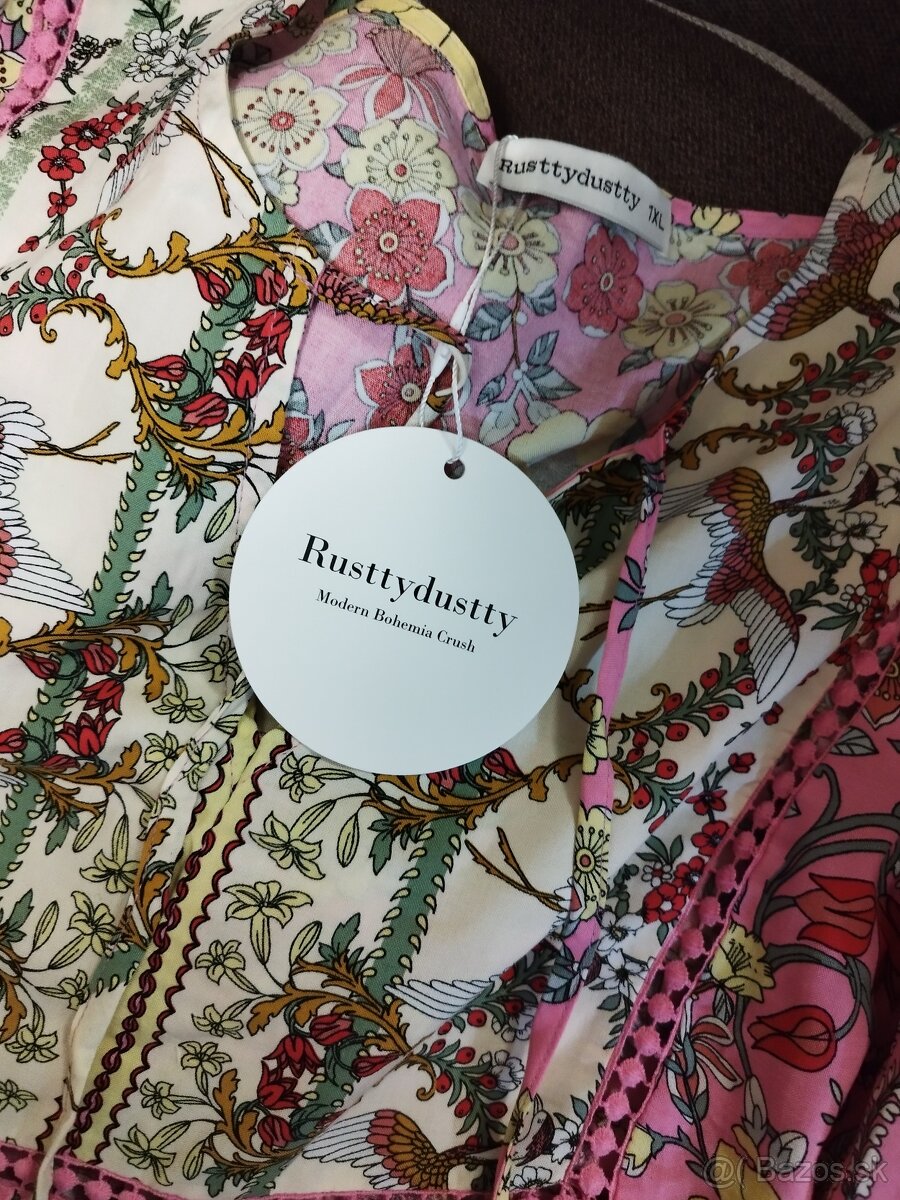 Rusttydustty 1XL
Rusttydustty
Modern Bohemia Crush
@( Bazos.sk